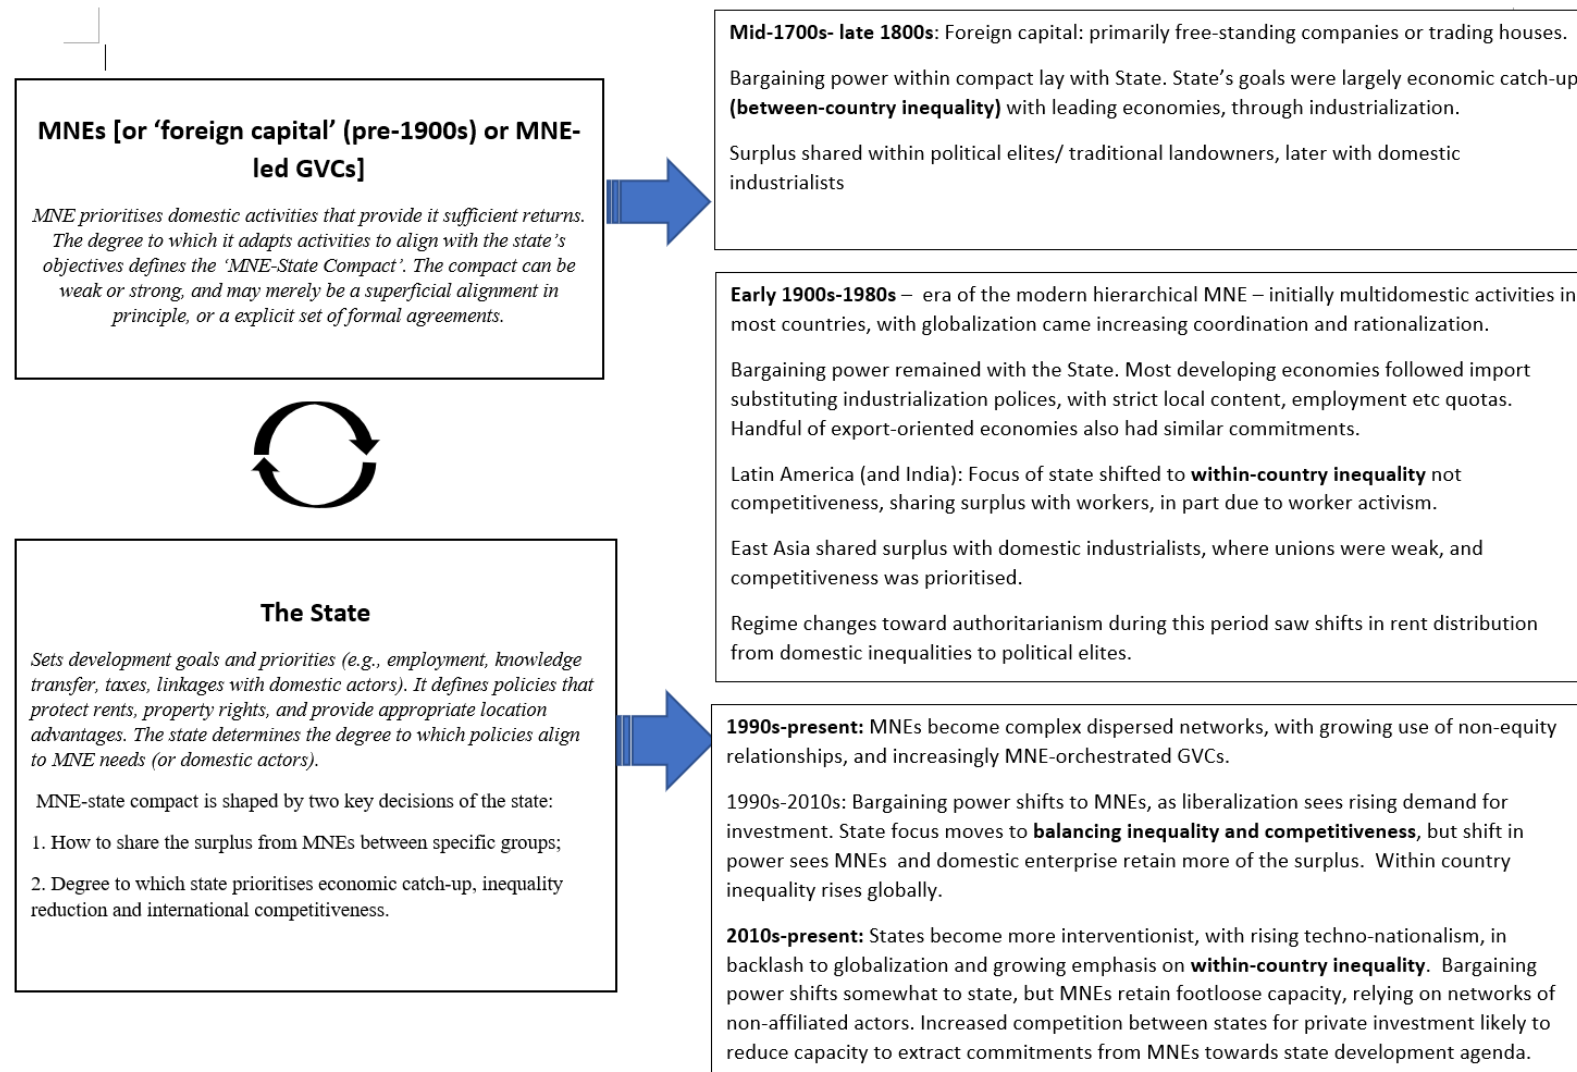 MNEs [or ‘foreign capital’ (pre-1900s) or MNE-
led GVCs]
MNE prioritises domestic activities that provide it sufficient returns.
The degree to which it adapts activities to align with the state’s
objectives defines the ‘MNE-State Compact’. The compact can be
weak or strong, and may merely be a superficial alignment in
principle, or a explicit set of formal agreements.
The State
Sets development goals and priorities (e.g., employment, knowledge
transfer, taxes, linkages with domestic actors). It defines policies that
protect rents, property rights, and provide appropriate location
advantages. The state determines the degree to which policies align
to MNE needs (or domestic actors).
MNE-state compact is shaped by two key decisions of the state:
1. How to share the surplus from MNEs between specific groups;
2. Degree to which state prioritises economic catch-up, inequality
reduction and international competitiveness.
Mid-1700s- late 1800s: Foreign capital: primarily free-standing companies or trading houses.
Bargaining power within compact lay with State. State’s goals were largely economic catch-up
(between-country inequality) with leading economies, through industrialization.
Surplus shared within political elites/ traditional landowners, later with domestic
industrialists
Early 1900s-1980s – era of the modern hierarchical MNE – initially multidomestic activities in
most countries, with globalization came increasing coordination and rationalization.
Bargaining power remained with the State. Most developing economies followed import
substituting industrialization polices, with strict local content, employment etc quotas.
Handful of export-oriented economies also had similar commitments.
Latin America (and India): Focus of state shifted to within-country inequality not
competitiveness, sharing surplus with workers, in part due to worker activism.
East Asia shared surplus with domestic industrialists, where unions were weak, and
competitiveness was prioritised.
Regime changes toward authoritarianism during this period saw shifts in rent distribution
from domestic inequalities to political elites.
1990s-present: MNEs become complex dispersed networks, with growing use of non-equity
relationships, and increasingly MNE-orchestrated GVCs.
1990s-2010s: Bargaining power shifts to MNEs, as liberalization sees rising demand for
investment. State focus moves to balancing inequality and competitiveness, but shift in
power sees MNEs  and domestic enterprise retain more of the surplus.  Within country
inequality rises globally.
2010s-present: States become more interventionist, with rising techno-nationalism, in
backlash to globalization and growing emphasis on within-country inequality.  Bargaining
power shifts somewhat to state, but MNEs retain footloose capacity, relying on networks of
non-affiliated actors. Increased competition between states for private investment likely to
reduce capacity to extract commitments from MNEs towards state development agenda.